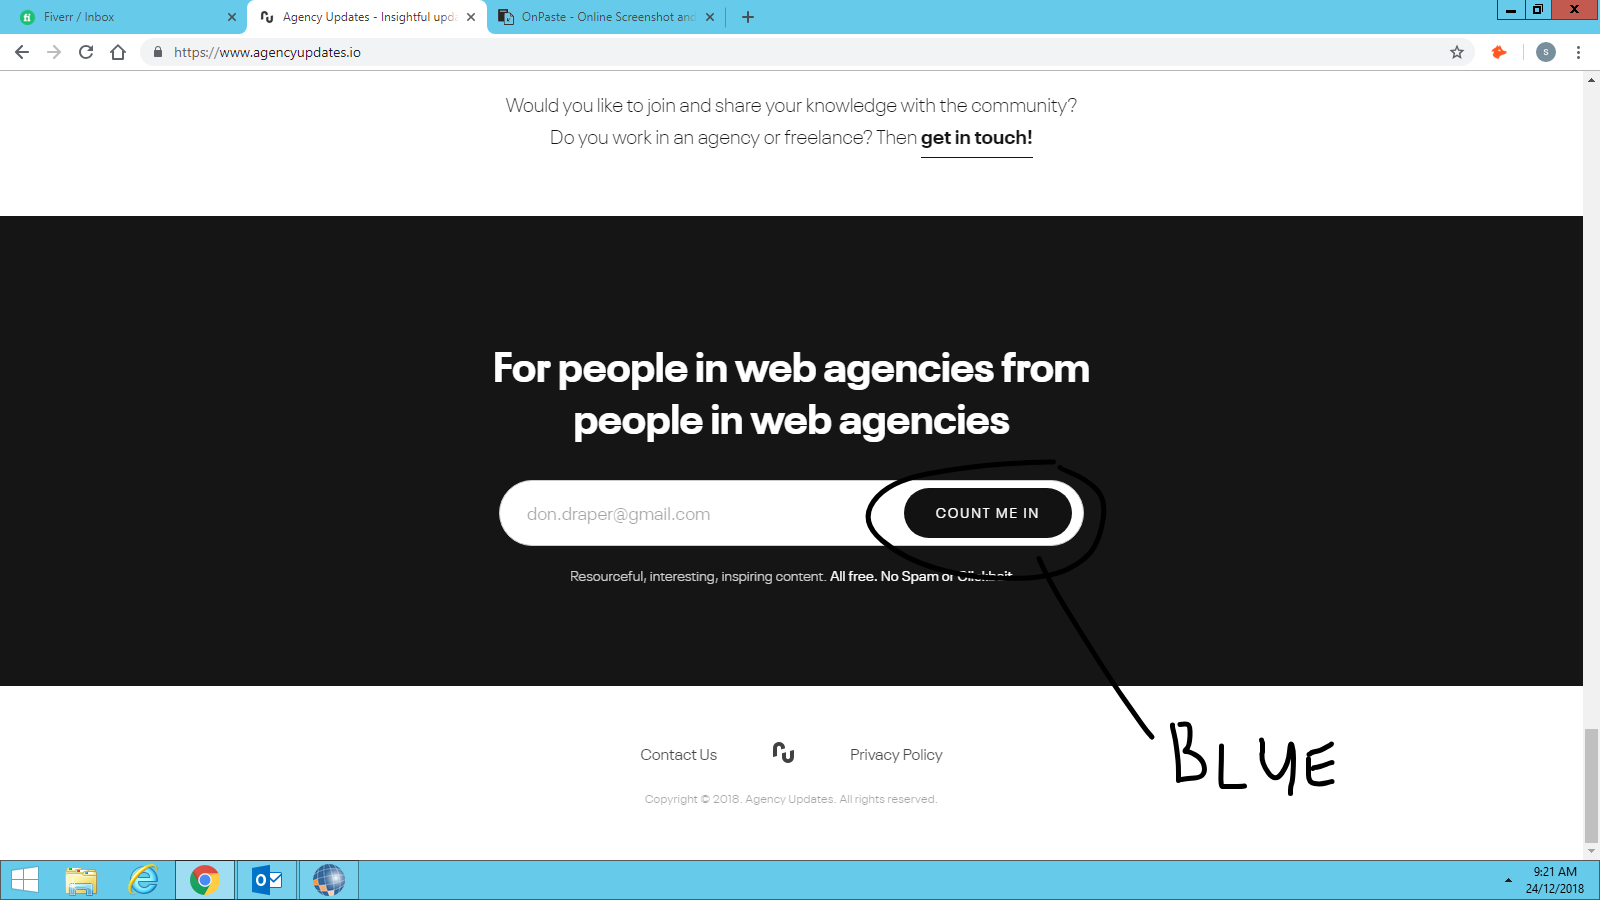 Fiverr / Inbox
Agency Updates - Insightful upda
OnPaste - Online Screenshot and
https://www.agencyupdates.io
s
Would you like to join and share your knowledge with the community?
Do you work in an agency or freelance? Then get in touch!
For people in web agencies from
people in web agencies
don.draper@gmail.com
COUNT ME IN
Resourceful, interesting, inspiring content. All free. No Spam or Clickbait
BLUE
Contact Us
Privacy Policy
Copyright © 2018. Agency Updates. All rights reserved.
9:21 AM
24/12/2018